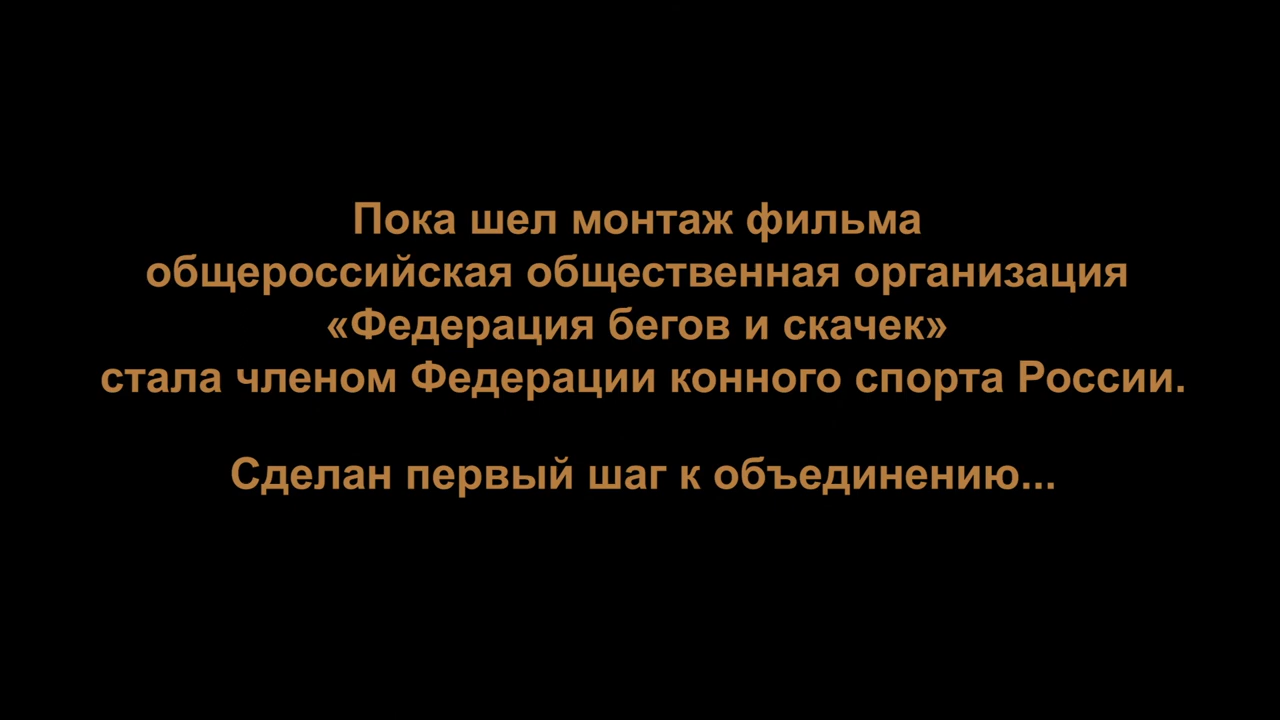 Пока шел монтаж фильма
общероссийская общественная организация
«Федерация бегов и скачек»
стала членом Федерации конного спорта России.
Сделан первый шаг к объединению...